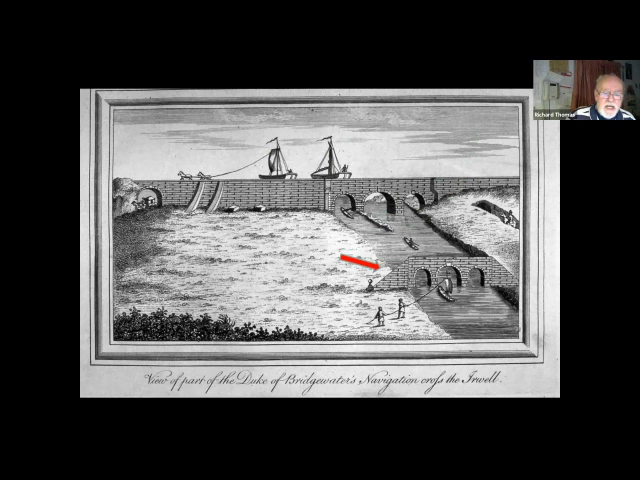 Richard Thomas
View of part of the Duke of Bridgewater's Navigation croſs the Irwell.